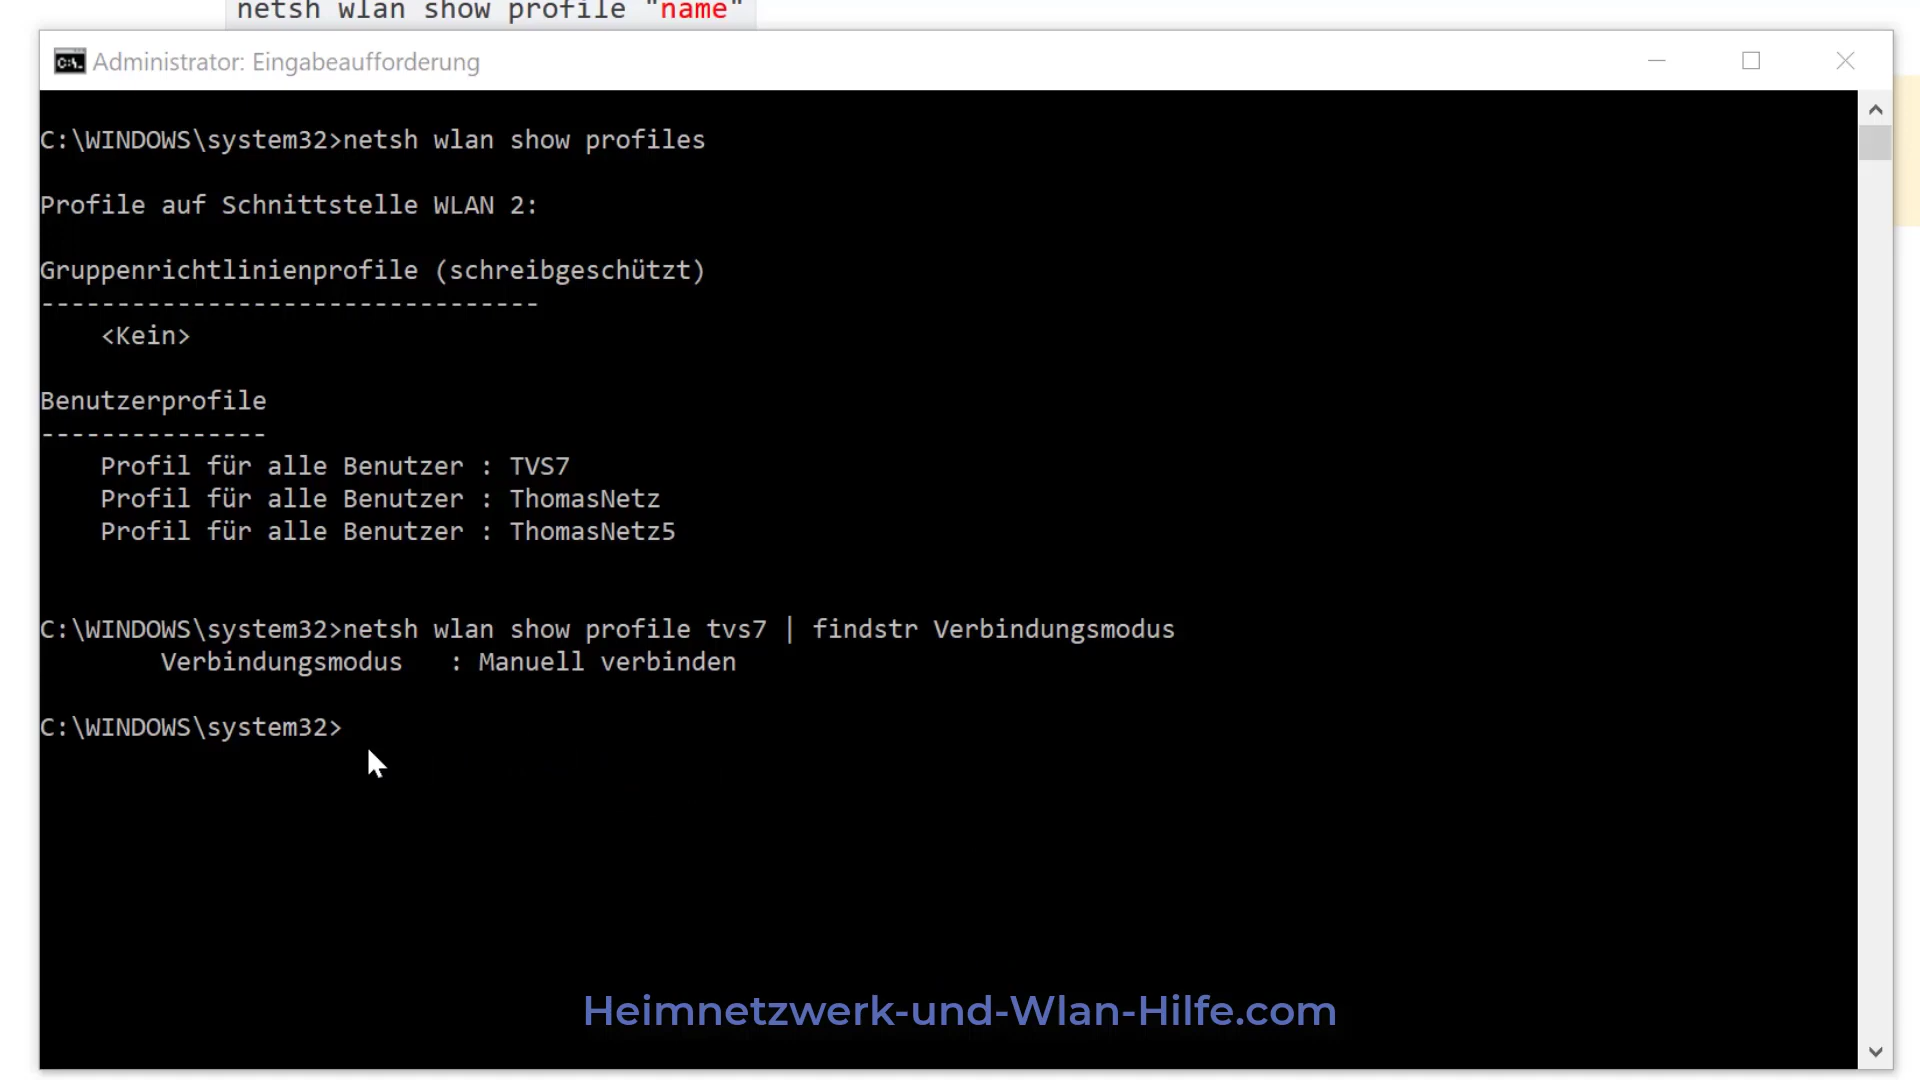 netsh wlan show profile "name"
Administrator: Eingabeaufforderung
C:\WINDOWS\system32>netsh wlan show profiles
Profile auf Schnittstelle WLAN 2:
Gruppenrichtlinienprofile (schreibgeschützt)
---------------------------------
<Kein>
Benutzerprofile
---------------
Profil für alle Benutzer : TVS7
Profil für alle Benutzer : ThomasNetz
Profil für alle Benutzer : ThomasNetz5
C:\WINDOWS\system32>netsh wlan show profile tvs7 | findstr Verbindungsmodus
Verbindungsmodus   : Manuell verbinden
C:\WINDOWS\system32>
Heimnetzwerk-und-Wlan-Hilfe.com